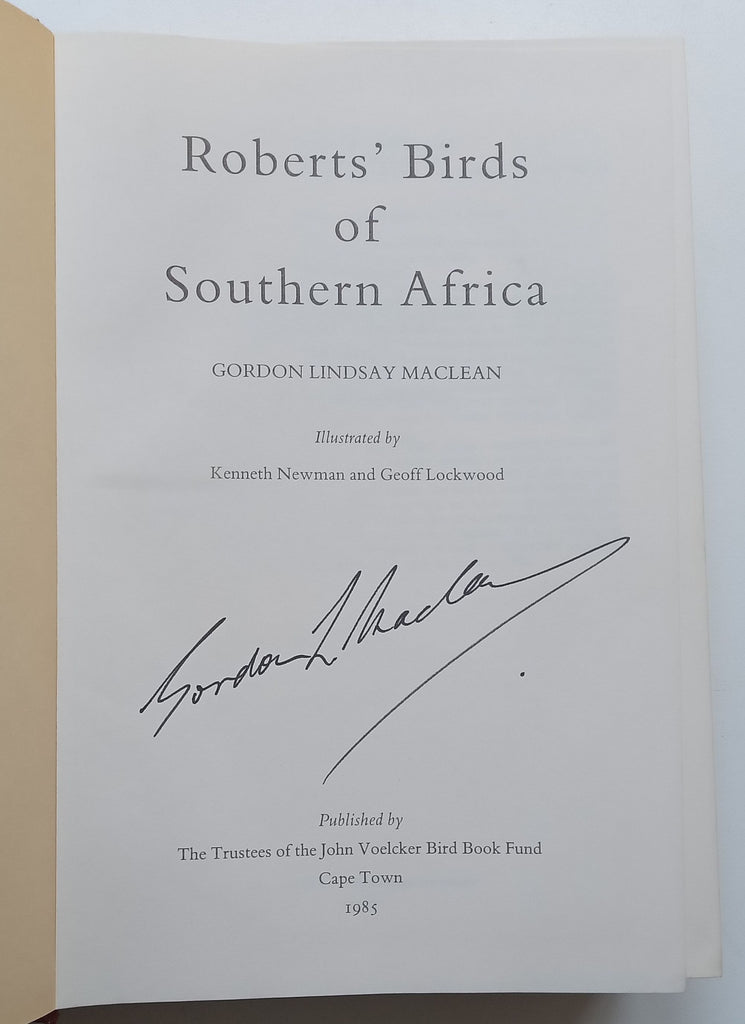 Roberts’ Birds
of
Southern Africa
GORDON LINDSAY MACLEAN
Illustrated by
Kenneth Newman and Geoff Lockwood
Gordon L Maclean
Published by
The Trustees of the John Voelcker Bird Book Fund
Cape Town
1985